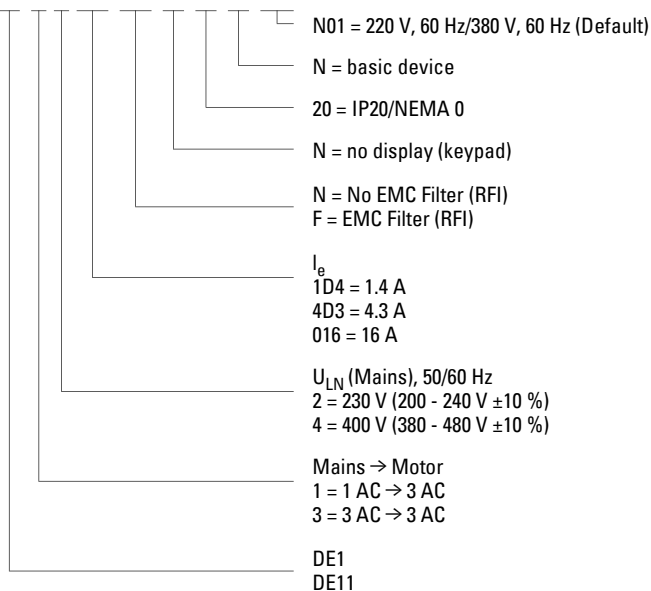 N01 = 220 V, 60 Hz/380 V, 60 Hz (Default)
N = basic device
20 = IP20/NEMA 0
N = no display (keypad)
N = No EMC Filter (RFI)
F = EMC Filter (RFI)
Ie
1D4 = 1.4 A
4D3 = 4.3 A
016 = 16 A
ULN (Mains), 50/60 Hz
2 = 230 V (200 - 240 V ±10 %)
4 = 400 V (380 - 480 V ±10 %)
Mains → Motor
1 = 1 AC → 3 AC
3 = 3 AC → 3 AC
DE1
DE11